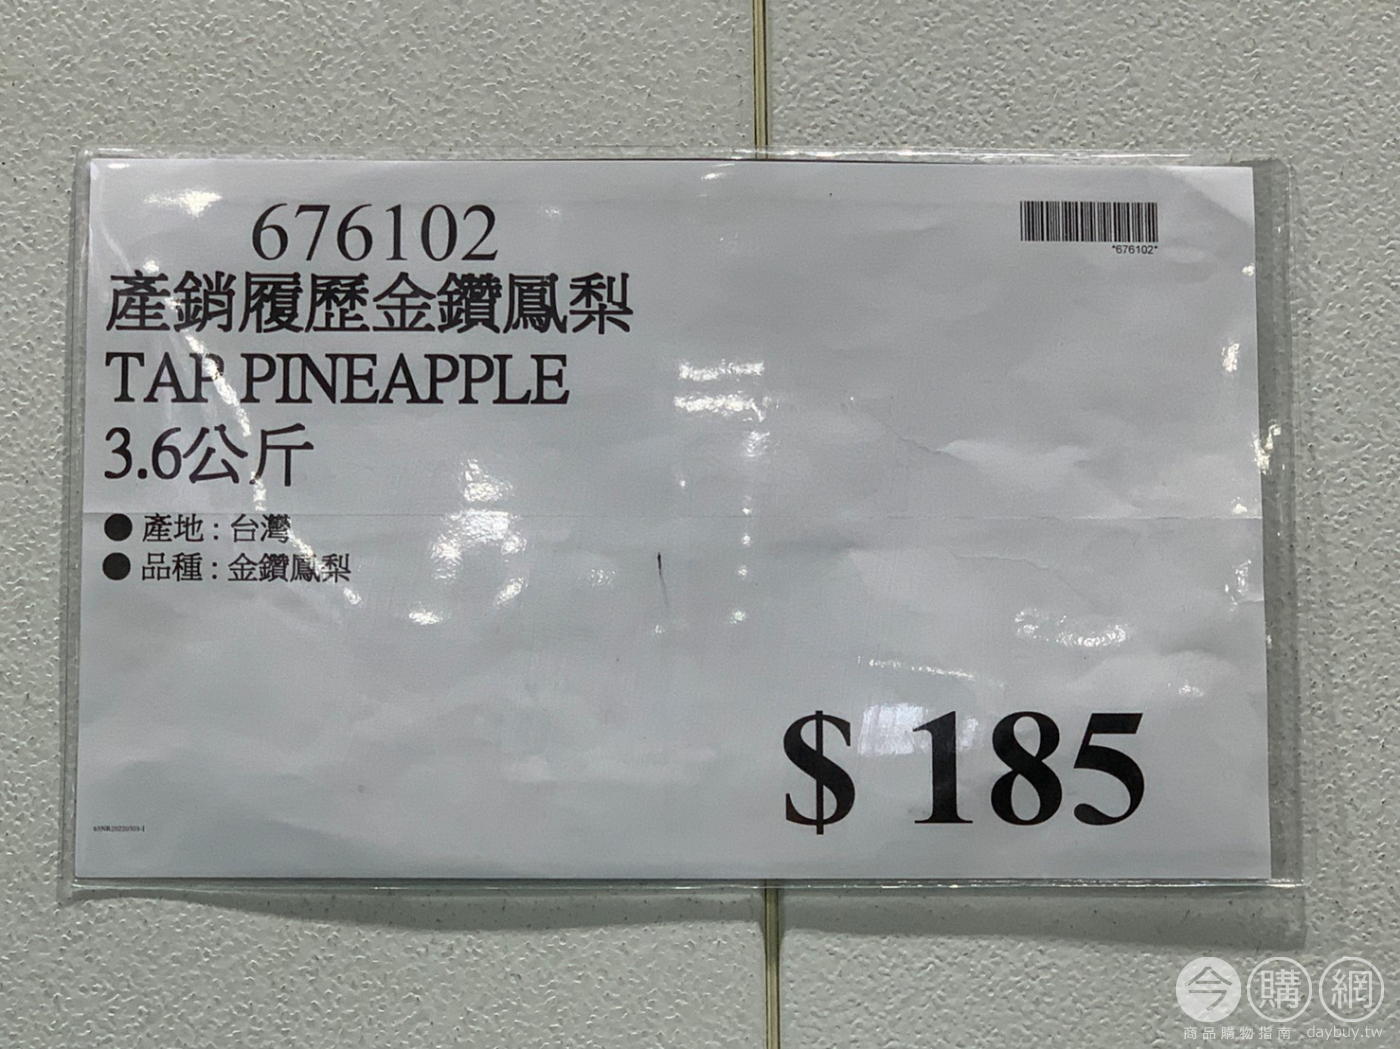 676102
*676102*
產銷履歷金鑽鳳梨
TAP PINEAPPLE
3.6公斤
● 產地 : 台灣
● 品種 : 金鑽鳳梨
$ 185
今購網
商品購物指南 daybuy.tw